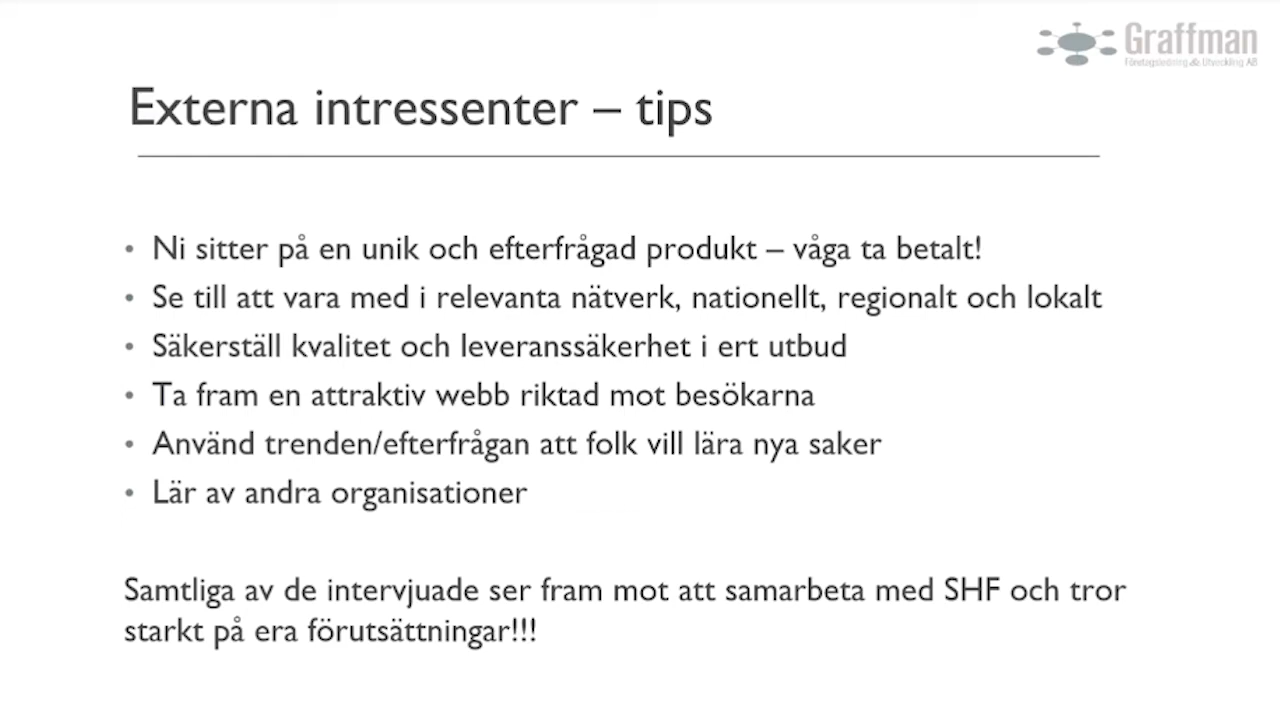 Graffman
Företagsledning & Utveckling AB
Externa intressenter – tips
• Ni sitter på en unik och efterfrågad produkt – våga ta betalt!
• Se till att vara med i relevanta nätverk, nationellt, regionalt och lokalt
• Säkerställ kvalitet och leveranssäkerhet i ert utbud
• Ta fram en attraktiv webb riktad mot besökarna
• Använd trenden/efterfrågan att folk vill lära nya saker
• Lär av andra organisationer
Samtliga av de intervjuade ser fram mot att samarbeta med SHF och tror
starkt på era förutsättningar!!!